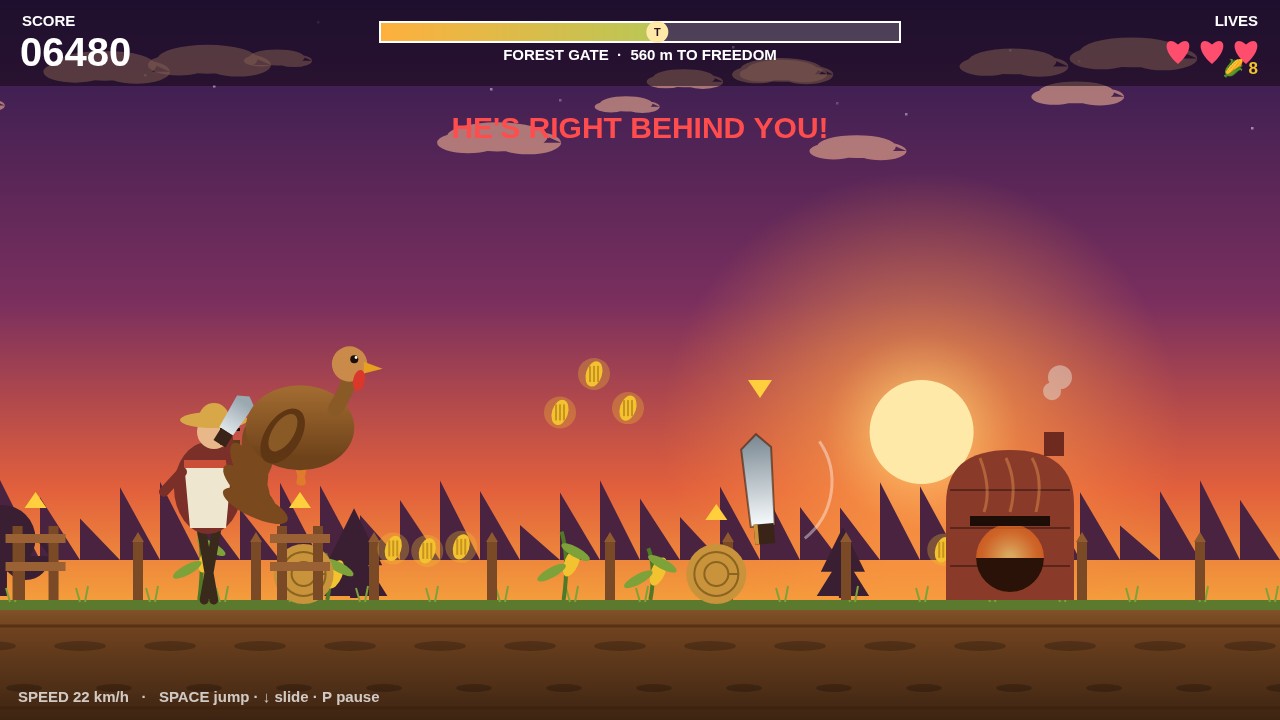 SCORE
06480
T
FOREST GATE · 560 m TO FREEDOM
LIVES
8
HE'S RIGHT BEHIND YOU!
SPEED 22 km/h · SPACE jump · ↓ slide · P pause